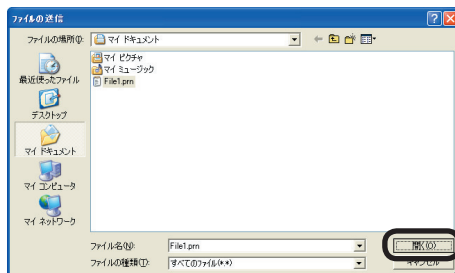 ファイルの送信
ファイルの場所(I):
マイ ドキュメント
マイ ピクチャ
マイ ミュージック
File1.prn
最近使ったファイル
デスクトップ
マイ ドキュメント
マイ コンピュータ
マイ ネットワーク
ファイル名(N):
File1.prn
開く(O)
ファイルの種類(T):
すべてのファイル(*.*)
キャンセル